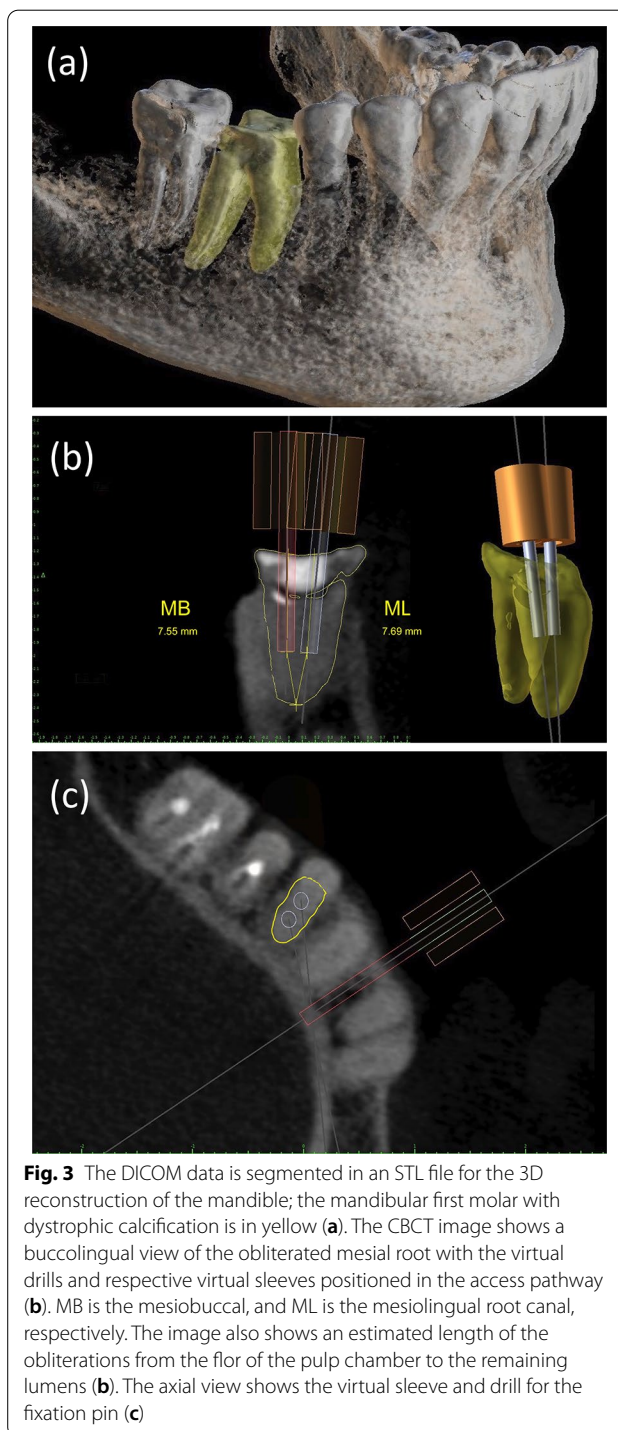 (a)
(b)
MB
7.55 mm
ML
7.69 mm
(c)
Fig. 3 The DICOM data is segmented in an STL file for the 3D
reconstruction of the mandible; the mandibular first molar with
dystrophic calcification is in yellow (a). The CBCT image shows a
buccolingual view of the obliterated mesial root with the virtual
drills and respective virtual sleeves positioned in the access pathway
(b). MB is the mesiobuccal, and ML is the mesiolingual root canal,
respectively. The image also shows an estimated length of the
obliterations from the flor of the pulp chamber to the remaining
lumens (b). The axial view shows the virtual sleeve and drill for the
fixation pin (c)